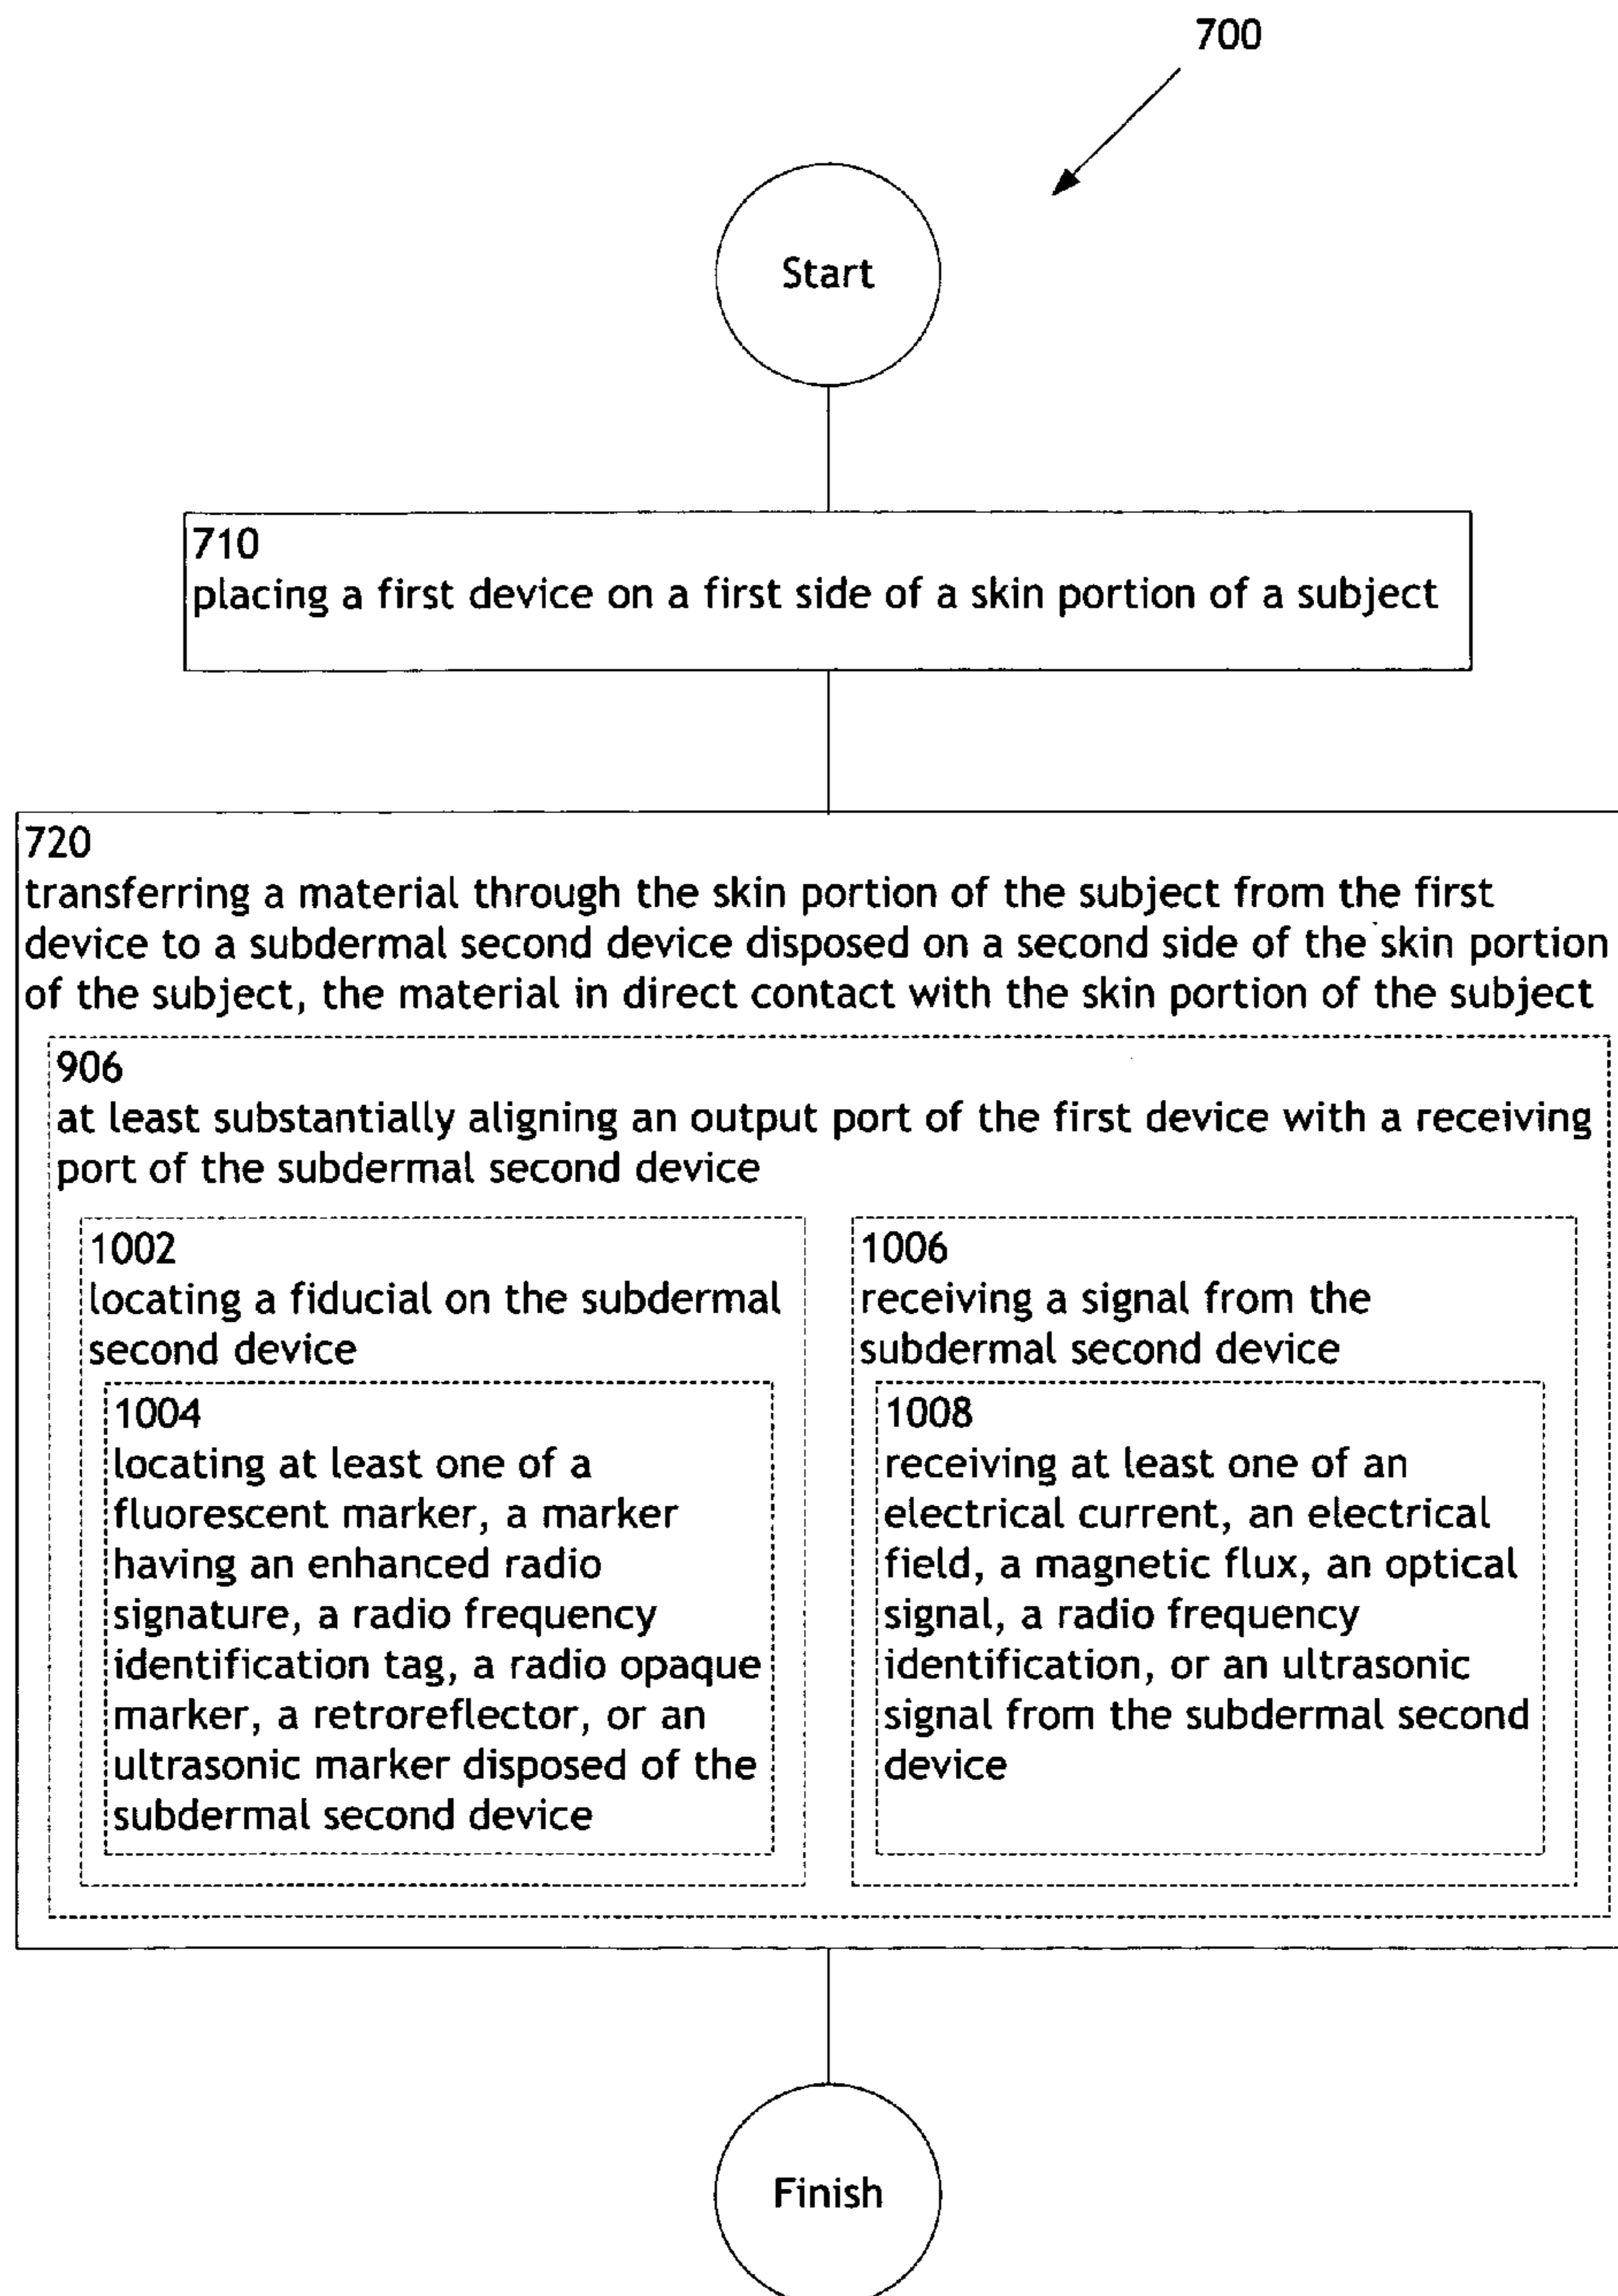 700
Start
710
placing a first device on a first side of a skin portion of a subject
720
transferring a material through the skin portion of the subject from the first
device to a subdermal second device disposed on a second side of the skin portion
of the subject, the material in direct contact with the skin portion of the subject
906
at least substantially aligning an output port of the first device with a receiving
port of the subdermal second device
1002
locating a fiducial on the subdermal
second device
1004
locating at least one of a
fluorescent marker, a marker
having an enhanced radio
signature, a radio frequency
identification tag, a radio opaque
marker, a retroreflector, or an
ultrasonic marker disposed of the
subdermal second device
1006
receiving a signal from the
subdermal second device
1008
receiving at least one of an
electrical current, an electrical
field, a magnetic flux, an optical
signal, a radio frequency
identification, or an ultrasonic
signal from the subdermal second
device
Finish